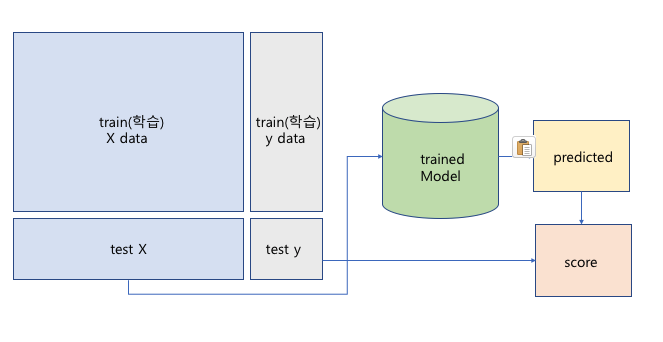 train(학습)
X data
train(학습)
y data
trained
Model
predicted
test X
test y
score